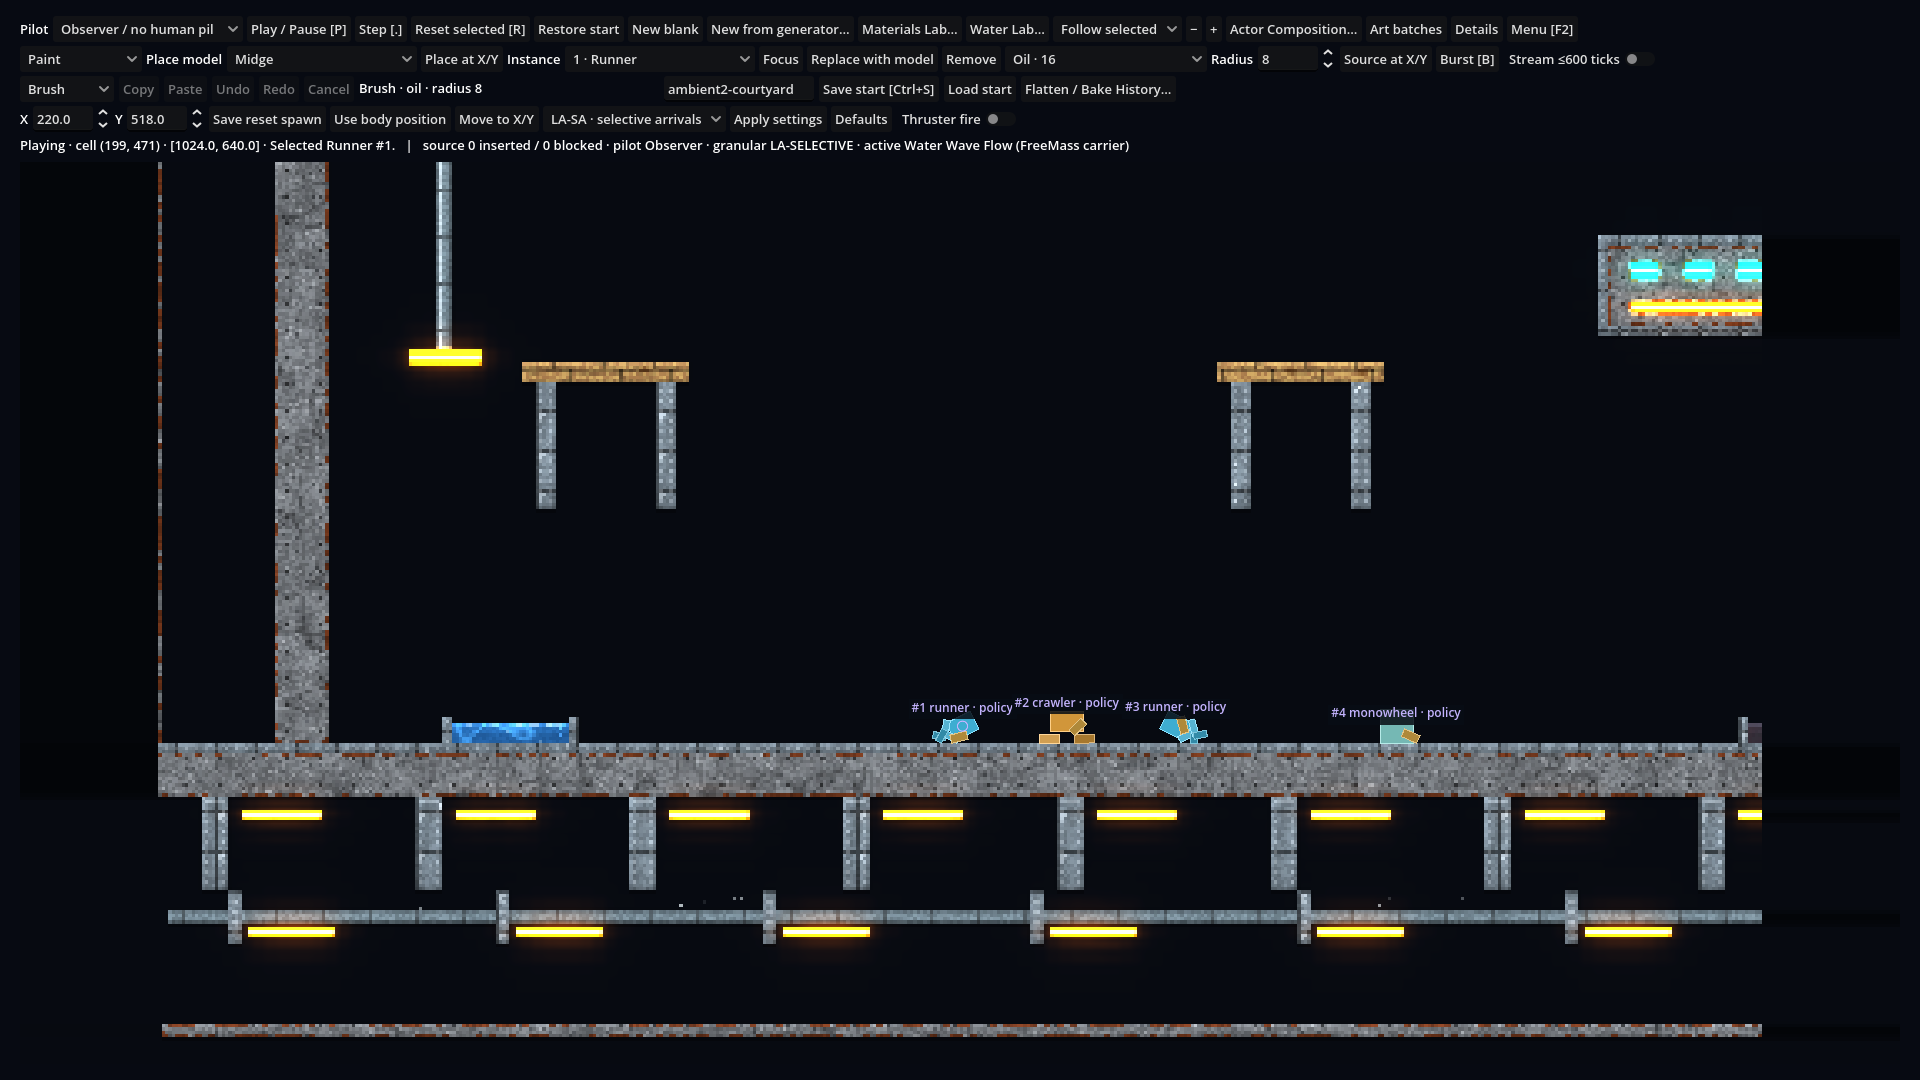 Pilot Observer / no human pil Play / Pause [P] Step [.] Reset selected [R] Restore start New blank New from generator... Materials Lab... Water Lab... Follow selected − + Actor Composition... Art batches Details Menu [F2]
Paint Place model Midge Place at X/Y Instance 1 · Runner Focus Replace with model Remove Oil · 16 Radius 8 Source at X/Y Burst [B] Stream ≤600 ticks
Brush Copy Paste Undo Redo Cancel Brush · oil · radius 8 ambient2-courtyard Save start [Ctrl+S] Load start Flatten / Bake History...
X 220.0 Y 518.0 Save reset spawn Use body position Move to X/Y LA-SA · selective arrivals Apply settings Defaults Thruster fire
Playing · cell (199, 471) · [1024.0, 640.0] · Selected Runner #1. | source 0 inserted / 0 blocked · pilot Observer · granular LA-SELECTIVE · active Water Wave Flow (FreeMass carrier)
#1 runner · policy #2 crawler · policy #3 runner · policy #4 monowheel · policy